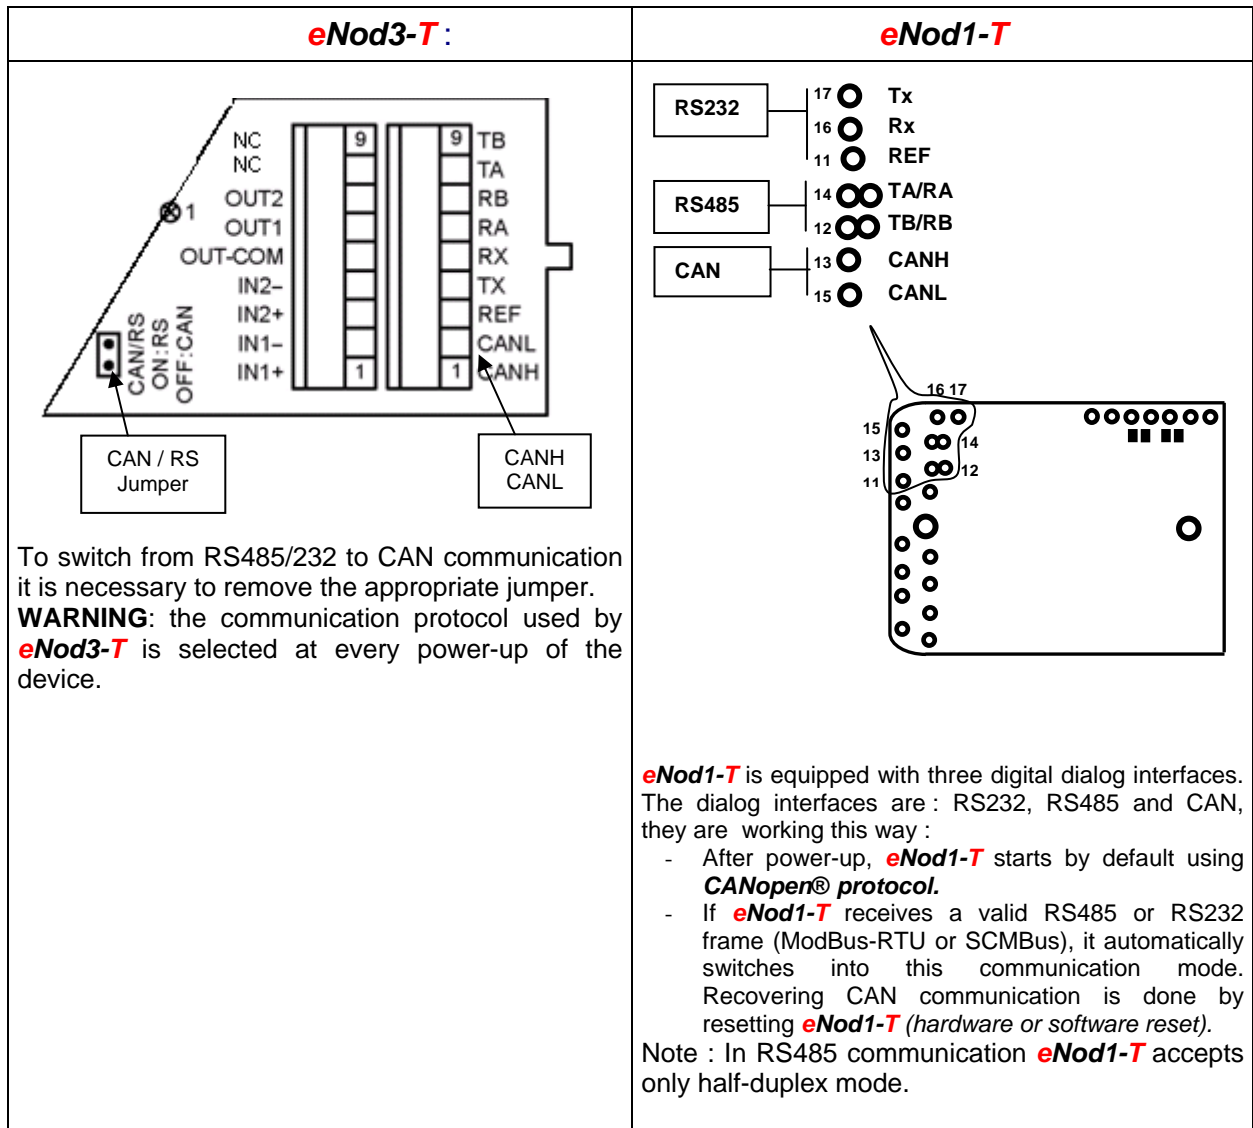 eNod3-T :
eNod1-T
NC
NC
OUT2
OUT1
OUT-COM
IN2–
IN2+
IN1–
IN1+
1
CAN/RS
ON:RS
OFF:CAN
9
1
9
1
TB
TA
RB
RA
RX
TX
REF
CANL
CANH
CAN / RS
Jumper
CANH
CANL
To switch from RS485/232 to CAN communication
it is necessary to remove the appropriate jumper.
WARNING: the communication protocol used by
eNod3-T is selected at every power-up of the
device.
RS232
17 Tx
16 Rx
11 REF
RS485
14 TA/RA
12 TB/RB
CAN
13 CANH
15 CANL
16 17
15
14
13
12
11
eNod1-T is equipped with three digital dialog interfaces.
The dialog interfaces are : RS232, RS485 and CAN,
they are working this way :
- After power-up, eNod1-T starts by default using
CANopen® protocol.
- If eNod1-T receives a valid RS485 or RS232
frame (ModBus-RTU or SCMBus), it automatically
switches into this communication mode.
Recovering CAN communication is done by
resetting eNod1-T (hardware or software reset).
Note : In RS485 communication eNod1-T accepts
only half-duplex mode.